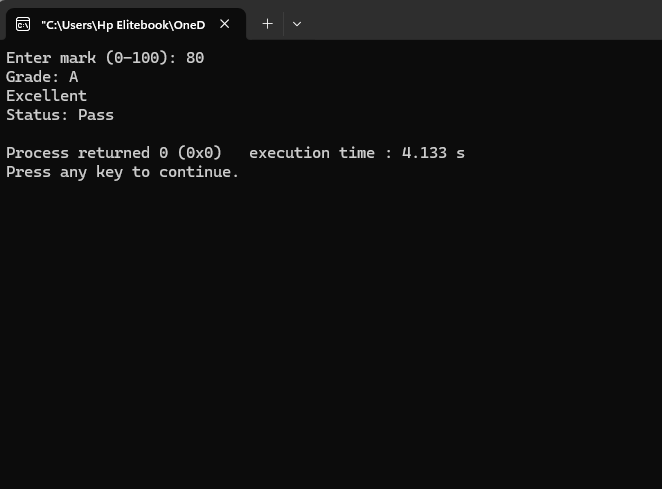 "C:\Users\Hp Elitebook\OneD
Enter mark (0-100): 80
Grade: A
Excellent
Status: Pass
Process returned 0 (0x0)   execution time : 4.133 s
Press any key to continue.